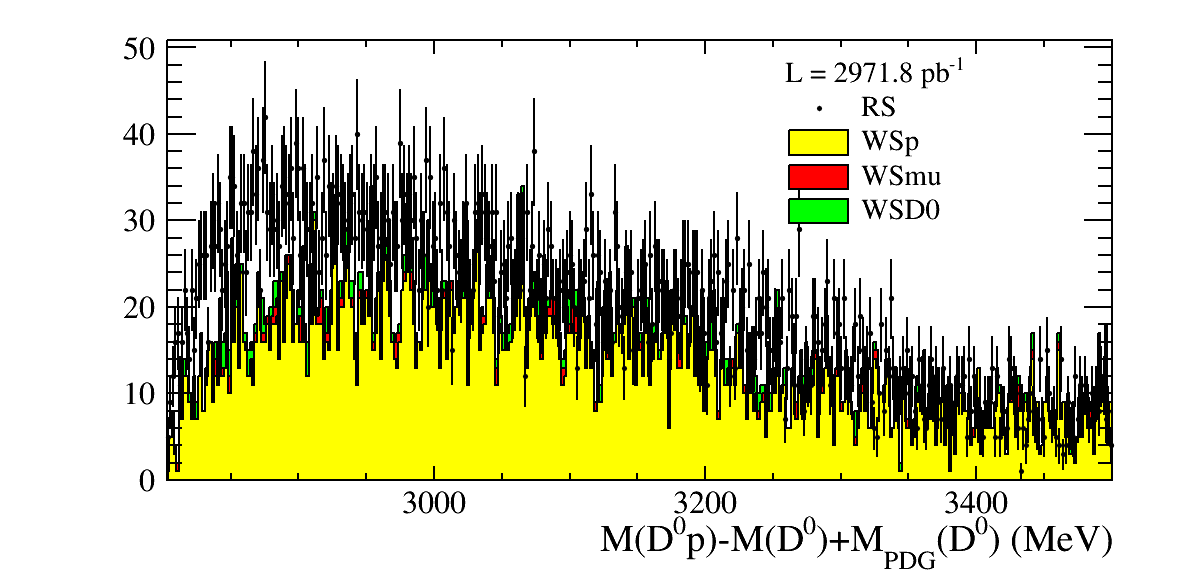 50
40
30
20
10
0
L = 2971.8 pb⁻¹
RS
WSp
WSmu
WSD0
3000 3200 3400
M(D⁰p)-M(D⁰)+M_PDG(D⁰) (MeV)